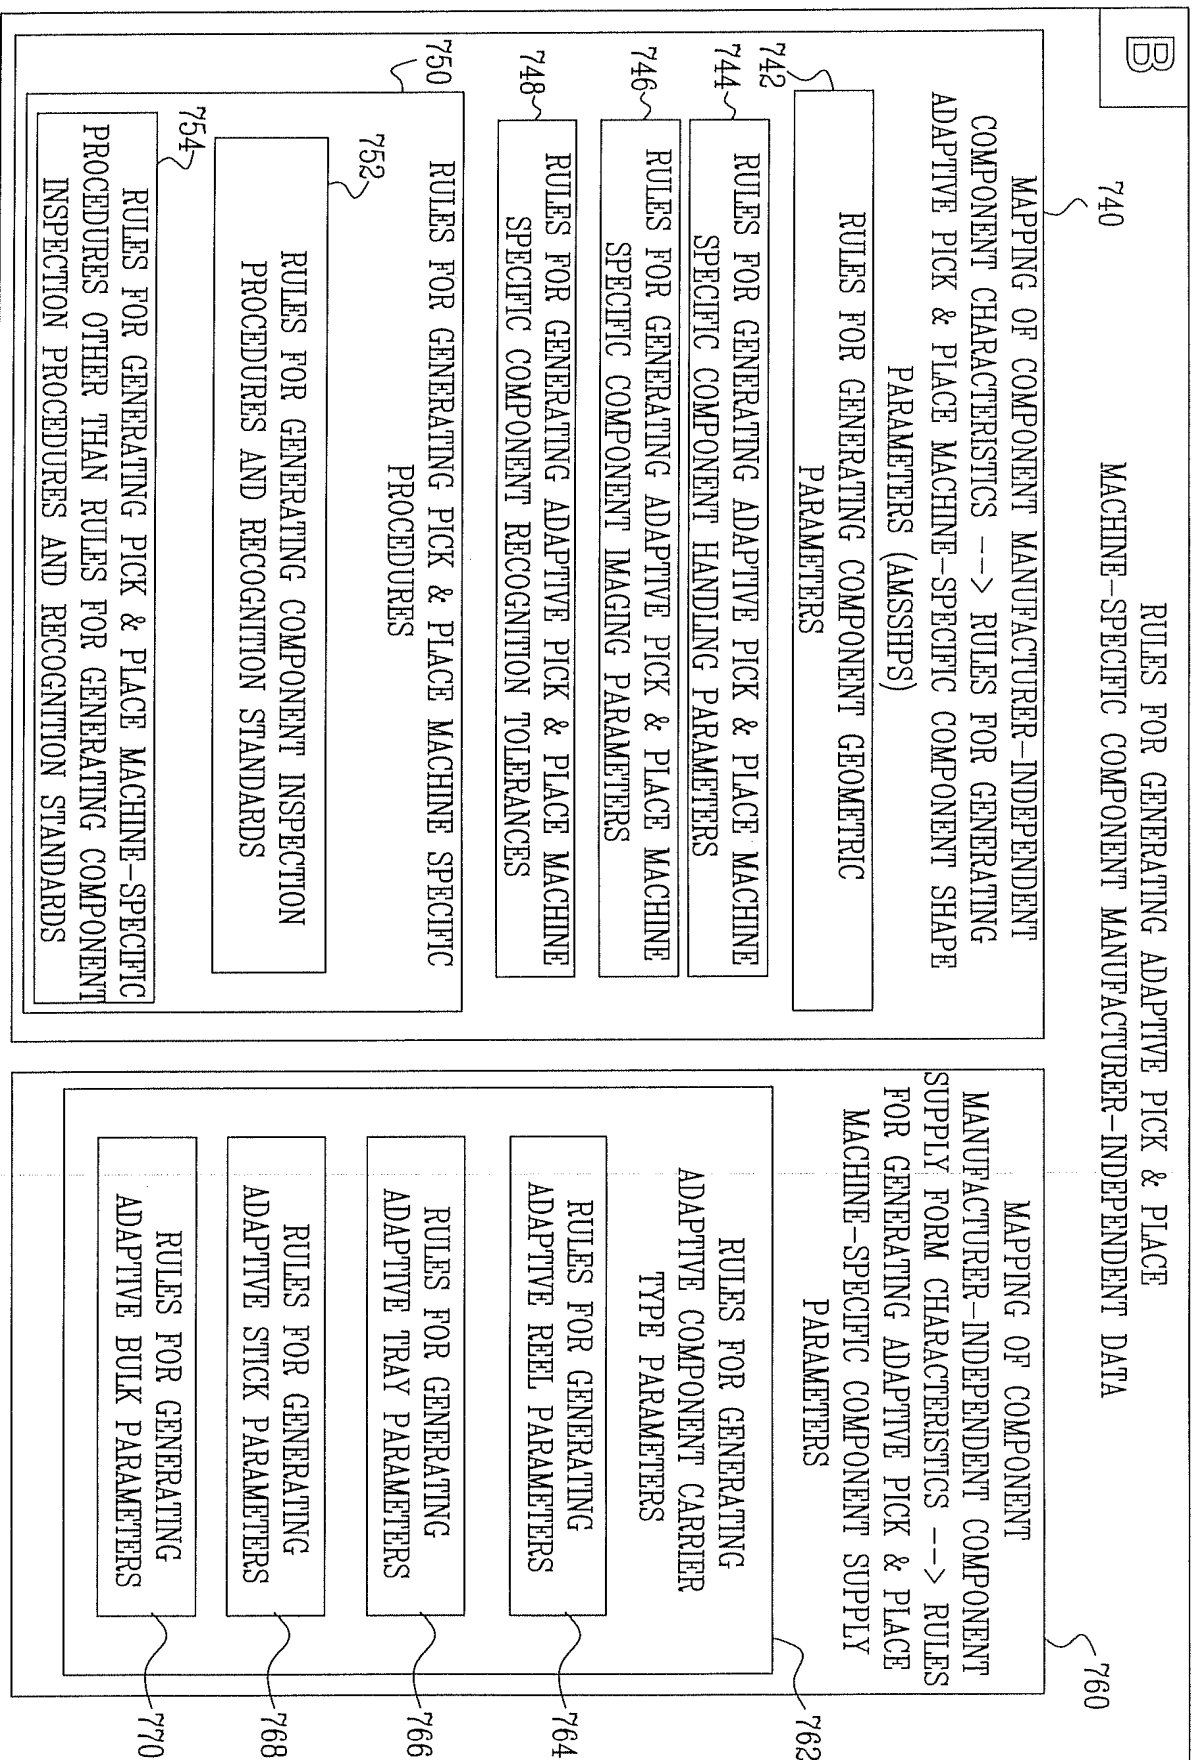 B
RULES FOR GENERATING ADAPTIVE PICK & PLACE
MACHINE-SPECIFIC COMPONENT MANUFACTURER-INDEPENDENT DATA
740
MAPPING OF COMPONENT MANUFACTURER-INDEPENDENT
COMPONENT CHARACTERISTICS --> RULES FOR GENERATING
ADAPTIVE PICK & PLACE MACHINE-SPECIFIC COMPONENT SHAPE
PARAMETERS (AMSSHPS)
742
RULES FOR GENERATING COMPONENT GEOMETRIC
PARAMETERS
744
RULES FOR GENERATING ADAPTIVE PICK & PLACE MACHINE
SPECIFIC COMPONENT HANDLING PARAMETERS
746
RULES FOR GENERATING ADAPTIVE PICK & PLACE MACHINE
SPECIFIC COMPONENT IMAGING PARAMETERS
748
RULES FOR GENERATING ADAPTIVE PICK & PLACE MACHINE
SPECIFIC COMPONENT RECOGNITION TOLERANCES
750
RULES FOR GENERATING PICK & PLACE MACHINE SPECIFIC
PROCEDURES
752
RULES FOR GENERATING COMPONENT INSPECTION
PROCEDURES AND RECOGNITION STANDARDS
754
RULES FOR GENERATING PICK & PLACE MACHINE-SPECIFIC
PROCEDURES OTHER THAN RULES FOR GENERATING COMPONENT
INSPECTION PROCEDURES AND RECOGNITION STANDARDS
760
MAPPING OF COMPONENT
MANUFACTURER-INDEPENDENT COMPONENT
SUPPLY FORM CHARACTERISTICS --> RULES
FOR GENERATING ADAPTIVE PICK & PLACE
MACHINE-SPECIFIC COMPONENT SUPPLY
PARAMETERS
762
RULES FOR GENERATING
ADAPTIVE COMPONENT CARRIER
TYPE PARAMETERS
RULES FOR GENERATING
ADAPTIVE REEL PARAMETERS
764
RULES FOR GENERATING
ADAPTIVE TRAY PARAMETERS
766
RULES FOR GENERATING
ADAPTIVE STICK PARAMETERS
768
RULES FOR GENERATING
ADAPTIVE BULK PARAMETERS
770